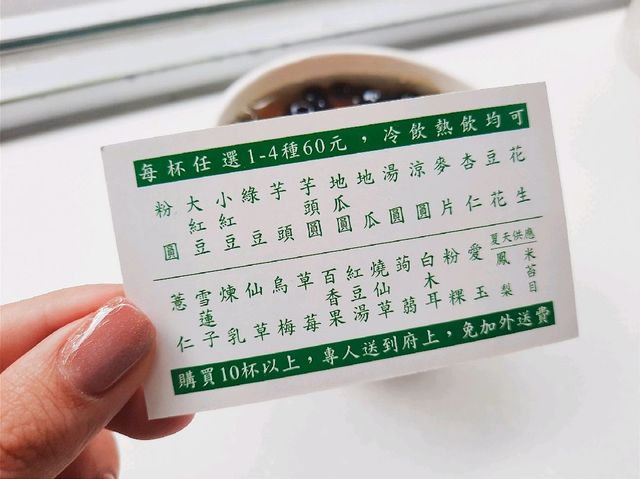 每杯任選1-4種60元，冷飲熱飲均可
粉圓
大紅豆
小紅豆
綠豆
芋頭
芋頭圓
地瓜圓
地瓜
湯圓
涼圓
麥片
杏仁
豆花
花生
薏仁
雪蓮子
煉乳
仙草
烏梅
草莓
百香果
紅豆湯
燒仙草
蒟蒻
白木耳
粉粿
愛玉
夏天供應
鳳梨
米苔目
購買10杯以上，專人送到府上，免加外送費